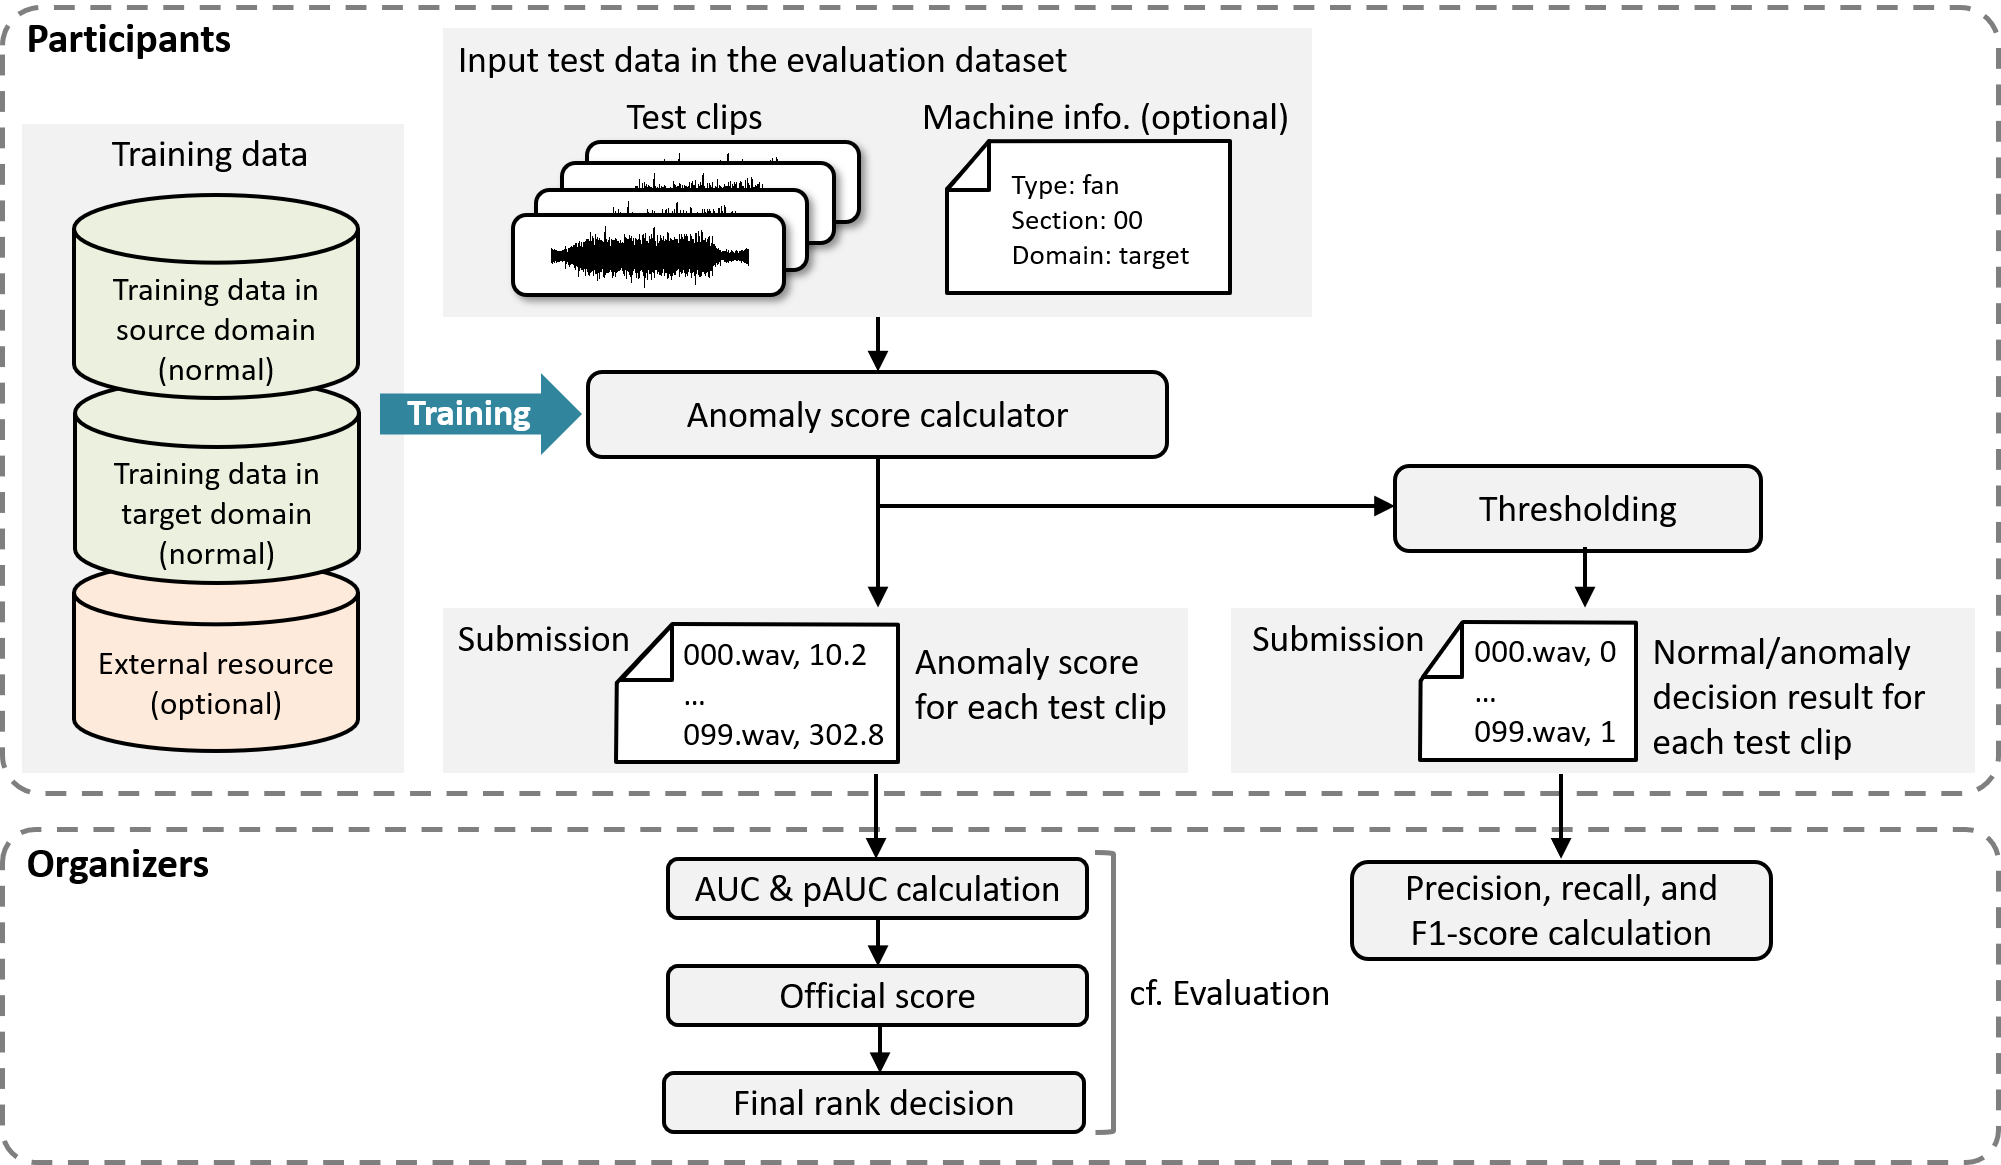 Participants
Input test data in the evaluation dataset
Test clips
Machine info. (optional)
Type: fan
Section: 00
Domain: target
Training data
Training data in
source domain
(normal)
Training data in
target domain
(normal)
External resource
(optional)
Training
Anomaly score calculator
Thresholding
Submission
000.wav, 10.2
...
099.wav, 302.8
Anomaly score
for each test clip
Submission
000.wav, 0
...
099.wav, 1
Normal/anomaly
decision result for
each test clip
Organizers
AUC & pAUC calculation
Official score
Final rank decision
cf. Evaluation
Precision, recall, and
F1-score calculation